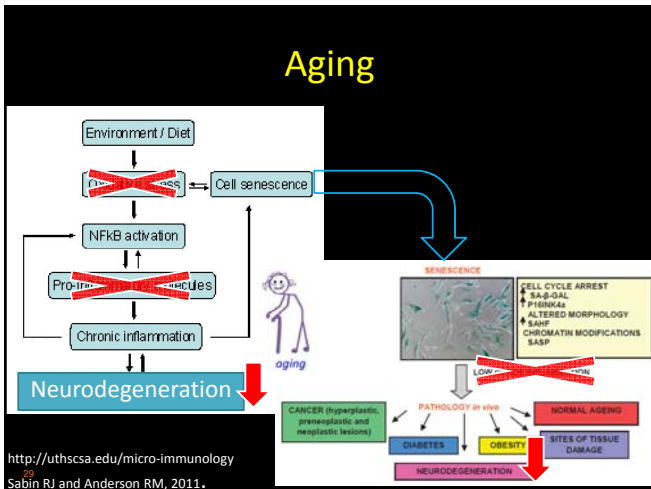 Aging
Environment / Diet
Cell senescence
NFkB activation
Chronic inflammation
Neurodegeneration
aging
SENESCENCE
CELL CYCLE ARREST
SA-β-GAL
P16INK4a
ALTERED MORPHOLOGY
SAHF
CHROMATIN MODIFICATIONS
SASP
LOW
PATHOLOGY in vivo
CANCER (hyperplastic,
preneoplastic and
neoplastic lesions)
NORMAL AGEING
DIABETES
OBESITY
SITES OF TISSUE
DAMAGE
NEURODEGENERATION
http://uthscsa.edu/micro-immunology
29
Sabin RJ and Anderson RM, 2011.